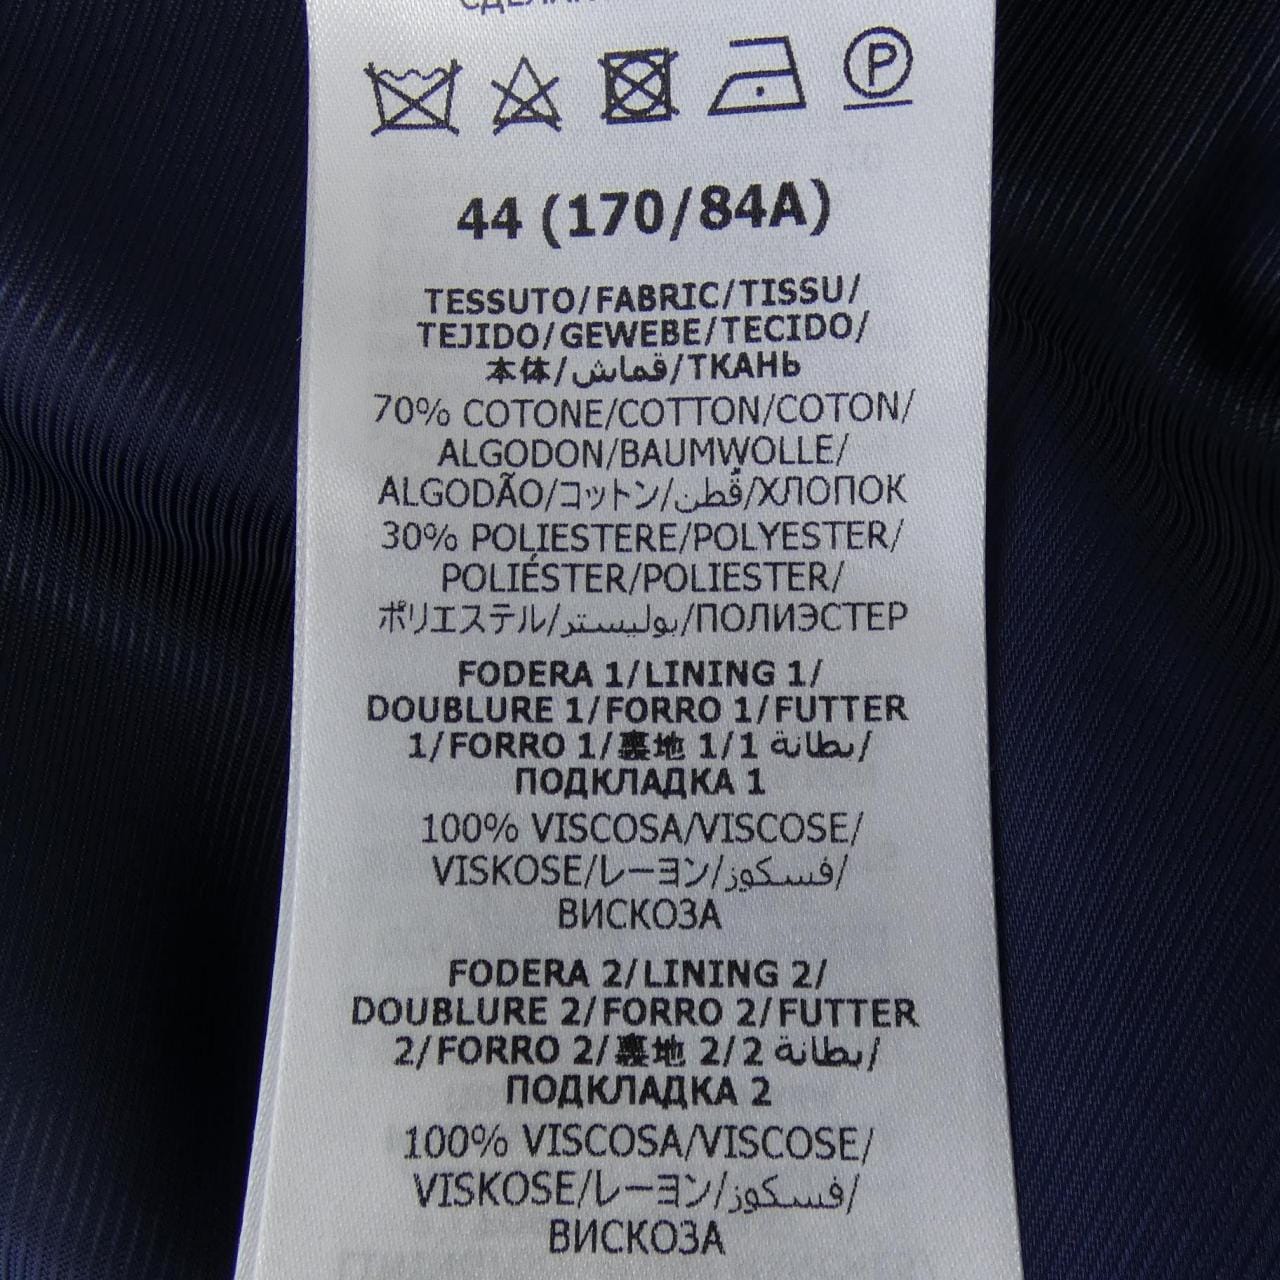 P
44 (170/84A)
TESSUTO/FABRIC/TISSU/
TEJIDO/GEWEBE/TECIDO/
本体/قماش/ТКАНЬ
70% COTONE/COTTON/COTON/
ALGODON/BAUMWOLLE/
ALGODÃO/コットン/قُطن/ХЛОПОК
30% POLIESTERE/POLYESTER/
POLIÉSTER/POLIESTER/
ポリエステル/بوليستر/ПОЛИЭСТЕР
FODERA 1/LINING 1/
DOUBLURE 1/FORRO 1/FUTTER
1/FORRO 1/裏地 1/1 بطانة/
ПОДКЛАДКА 1
100% VISCOSA/VISCOSE/
VISKOSE/レーヨン/فسكوز/
ВИСКОЗА
FODERA 2/LINING 2/
DOUBLURE 2/FORRO 2/FUTTER
2/FORRO 2/裏地 2/2 بطانة/
ПОДКЛАДКА 2
100% VISCOSA/VISCOSE/
VISKOSE/レーヨン/فسكوز/
ВИСКОЗА